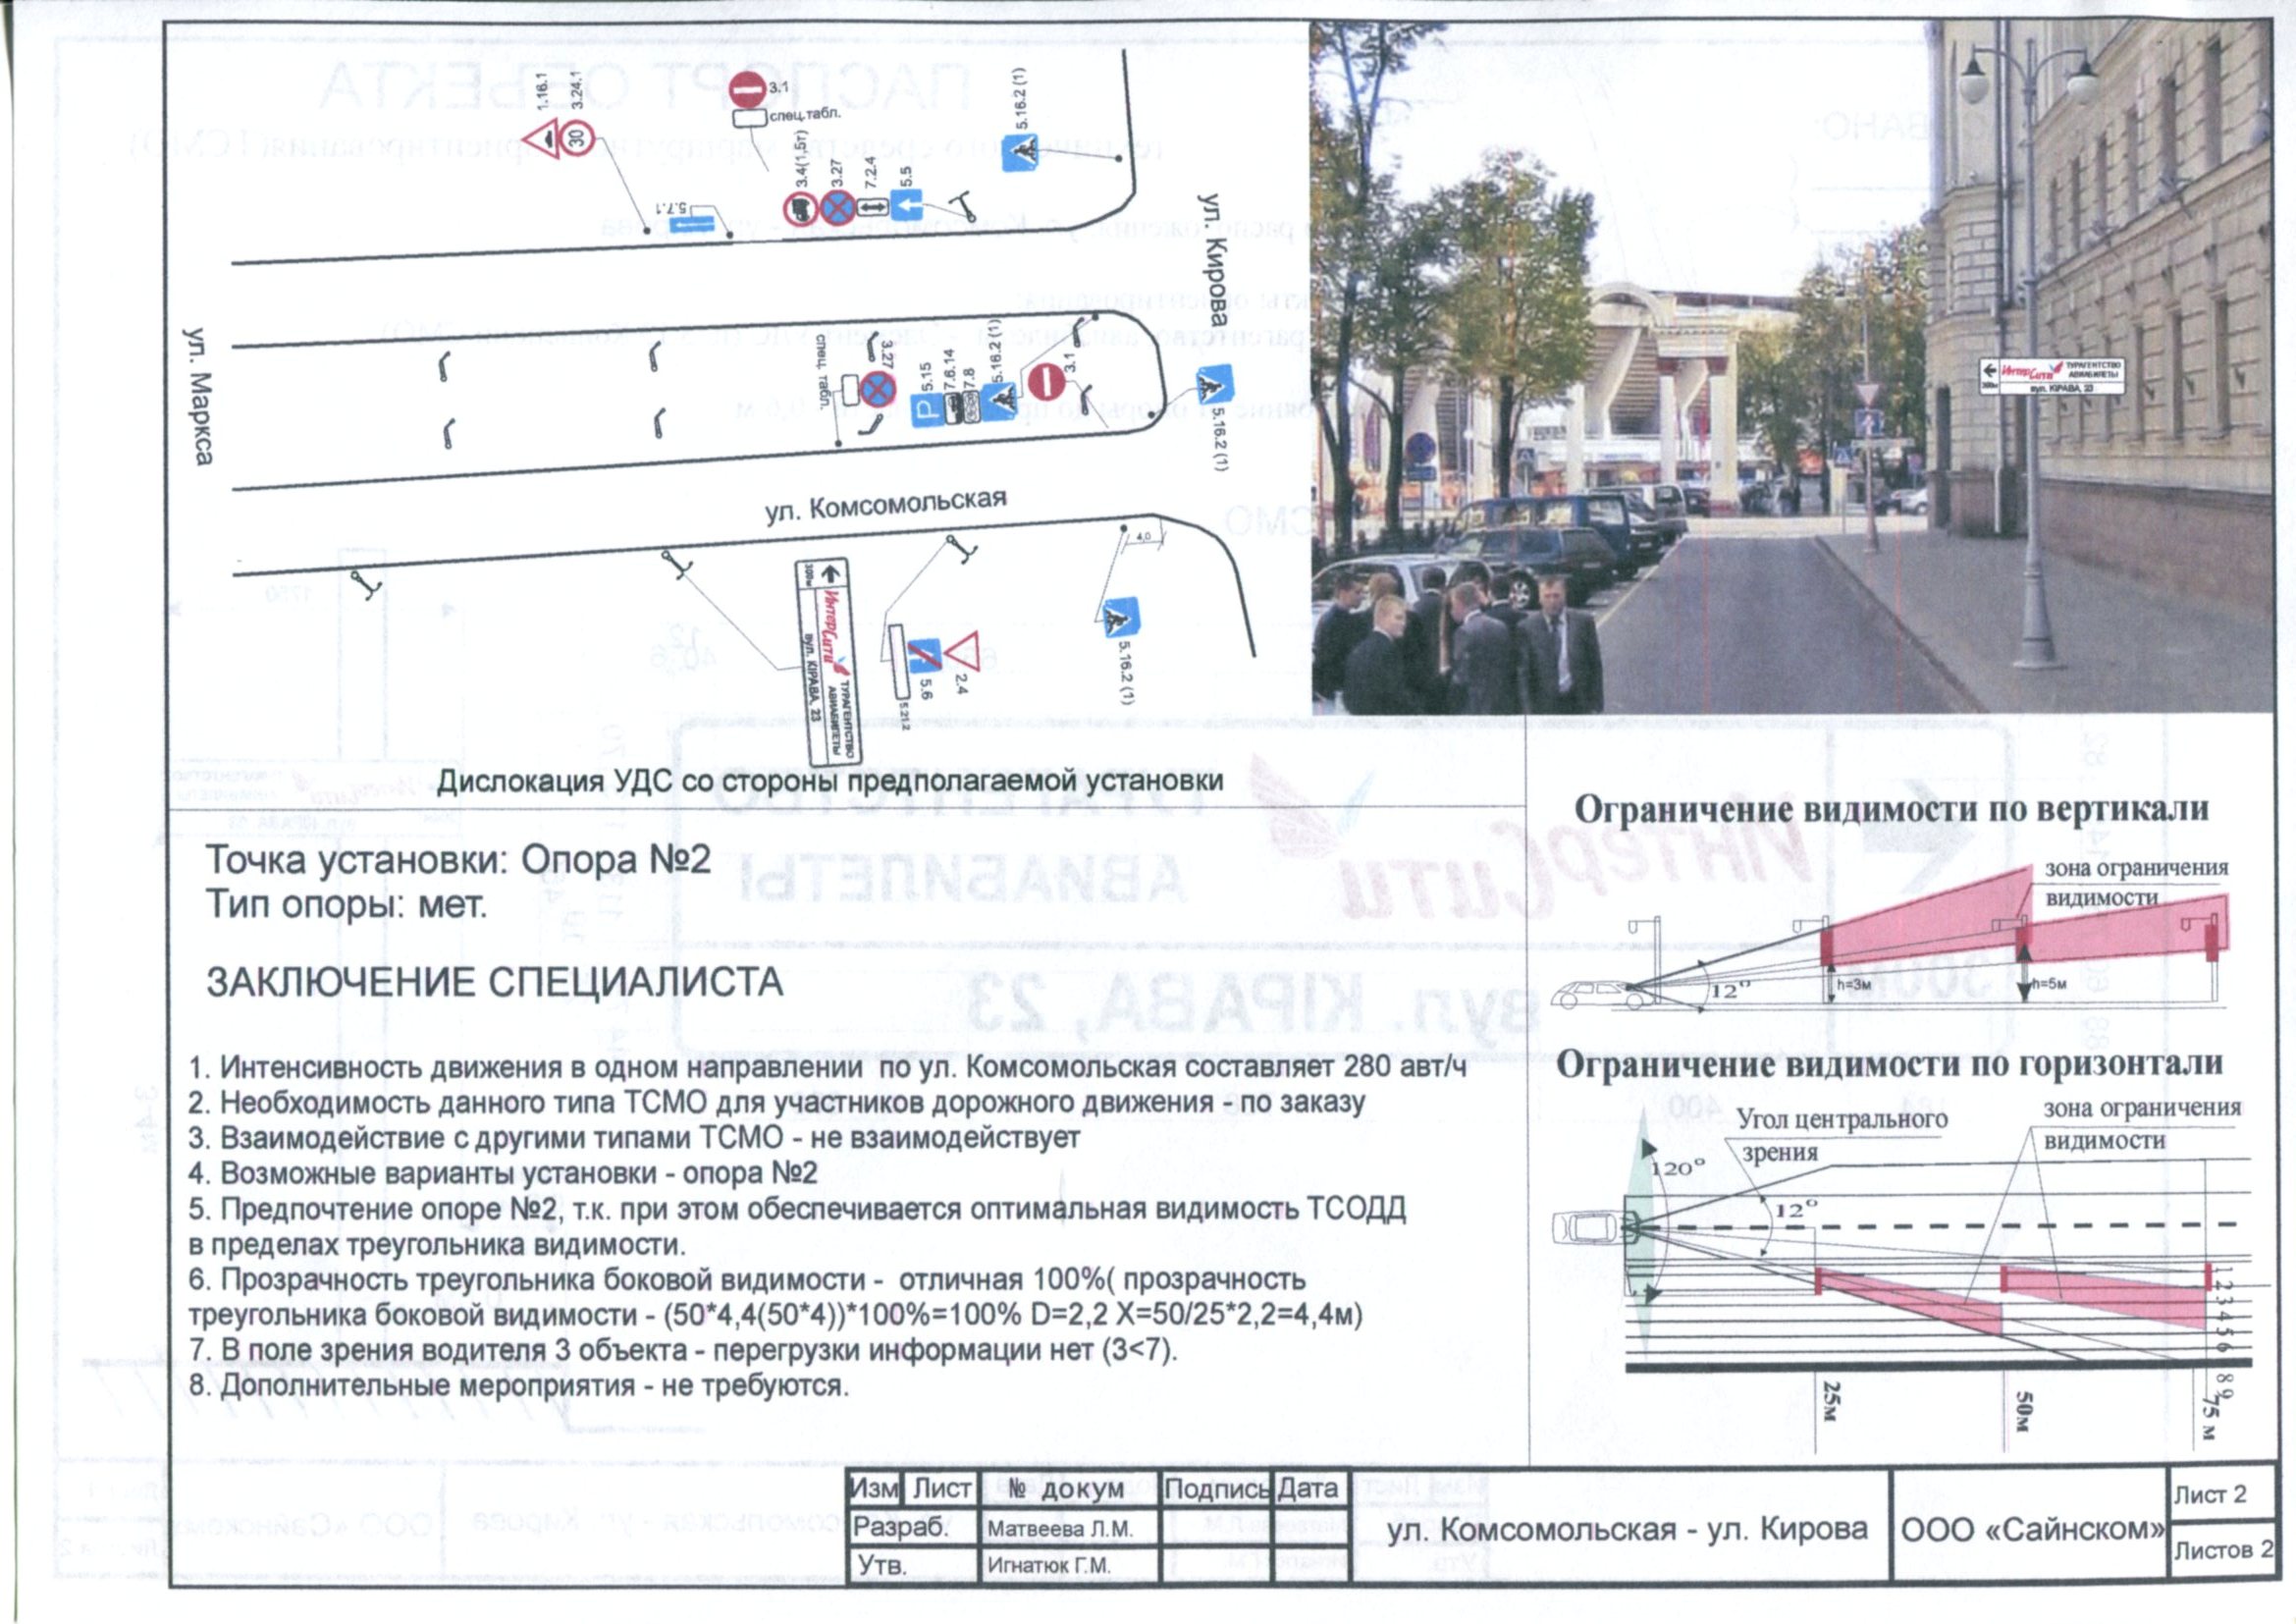 1.16.1
3.24.1
30
3.1
спец.табл.
5.7.1
3.4(1,5т)
3.27
7.2.4
5.5
5.16.2 (1)
ул. Кирова
ул. Маркса
спец. табл.
3.27
P
5.15
7.6.14
7.8
5.16.2 (1)
3.1
5.16.2 (1)
ул. Комсомольская
4,0
300м
ИнтерСити
ТУРАГЕНТСТВО
АВИАБИЛЕТЫ
вул. КІРАВА, 23
5.21.2
5.6
2.4
5.16.2 (1)
Дислокация УДС со стороны предполагаемой установки
300м
ИнтерСити
ТУРАГЕНТСТВО
АВИАБИЛЕТЫ
вул. КІРАВА, 23
Точка установки: Опора №2
Тип опоры: мет.
ЗАКЛЮЧЕНИЕ СПЕЦИАЛИСТА
1. Интенсивность движения в одном направлении по ул. Комсомольская составляет 280 авт/ч
2. Необходимость данного типа ТСМО для участников дорожного движения - по заказу
3. Взаимодействие с другими типами ТСМО - не взаимодействует
4. Возможные варианты установки - опора №2
5. Предпочтение опоре №2, т.к. при этом обеспечивается оптимальная видимость ТСОДД
в пределах треугольника видимости.
6. Прозрачность треугольника боковой видимости - отличная 100%( прозрачность
треугольника боковой видимости - (50*4,4(50*4))*100%=100% D=2,2 X=50/25*2,2=4,4м)
7. В поле зрения водителя 3 объекта - перегрузки информации нет (3<7).
8. Дополнительные мероприятия - не требуются.
Ограничение видимости по вертикали
зона ограничения
видимости
12°
h=3м
h=5м
Ограничение видимости по горизонтали
Угол центрального
зрения
зона ограничения
видимости
120°
12°
1 2 3 4 5 6 8 9
25м
50м
75 м
Изм Лист № докум Подпись Дата
Разраб. Матвеева Л.М.
Утв. Игнатюк Г.М.
ул. Комсомольская - ул. Кирова
ООО «Сайнском»
Лист 2
Листов 2